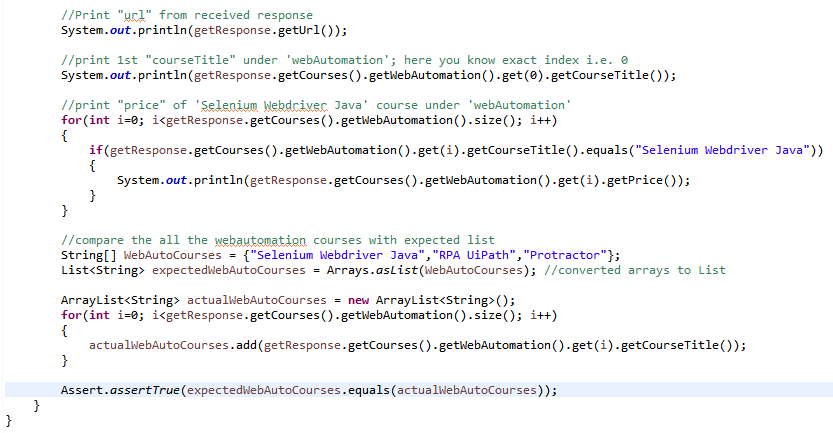 //Print "url" from received response
System.out.println(getResponse.getUrl());
//print 1st "courseTitle" under 'webAutomation'; here you know exact index i.e. 0
System.out.println(getResponse.getCourses().getWebAutomation().get(0).getCourseTitle());
//print "price" of 'Selenium Webdriver Java' course under 'webAutomation'
for(int i=0; i<getResponse.getCourses().getWebAutomation().size(); i++)
{
if(getResponse.getCourses().getWebAutomation().get(i).getCourseTitle().equals("Selenium Webdriver Java"))
{
System.out.println(getResponse.getCourses().getWebAutomation().get(i).getPrice());
}
}
//compare the all the webautomation courses with expected list
String[] WebAutoCourses = {"Selenium Webdriver Java","RPA UiPath","Protractor"};
List<String> expectedWebAutoCourses = Arrays.asList(WebAutoCourses); //converted arrays to List
ArrayList<String> actualWebAutoCourses = new ArrayList<String>();
for(int i=0; i<getResponse.getCourses().getWebAutomation().size(); i++)
{
actualWebAutoCourses.add(getResponse.getCourses().getWebAutomation().get(i).getCourseTitle());
}
Assert.assertTrue(expectedWebAutoCourses.equals(actualWebAutoCourses));
}
}